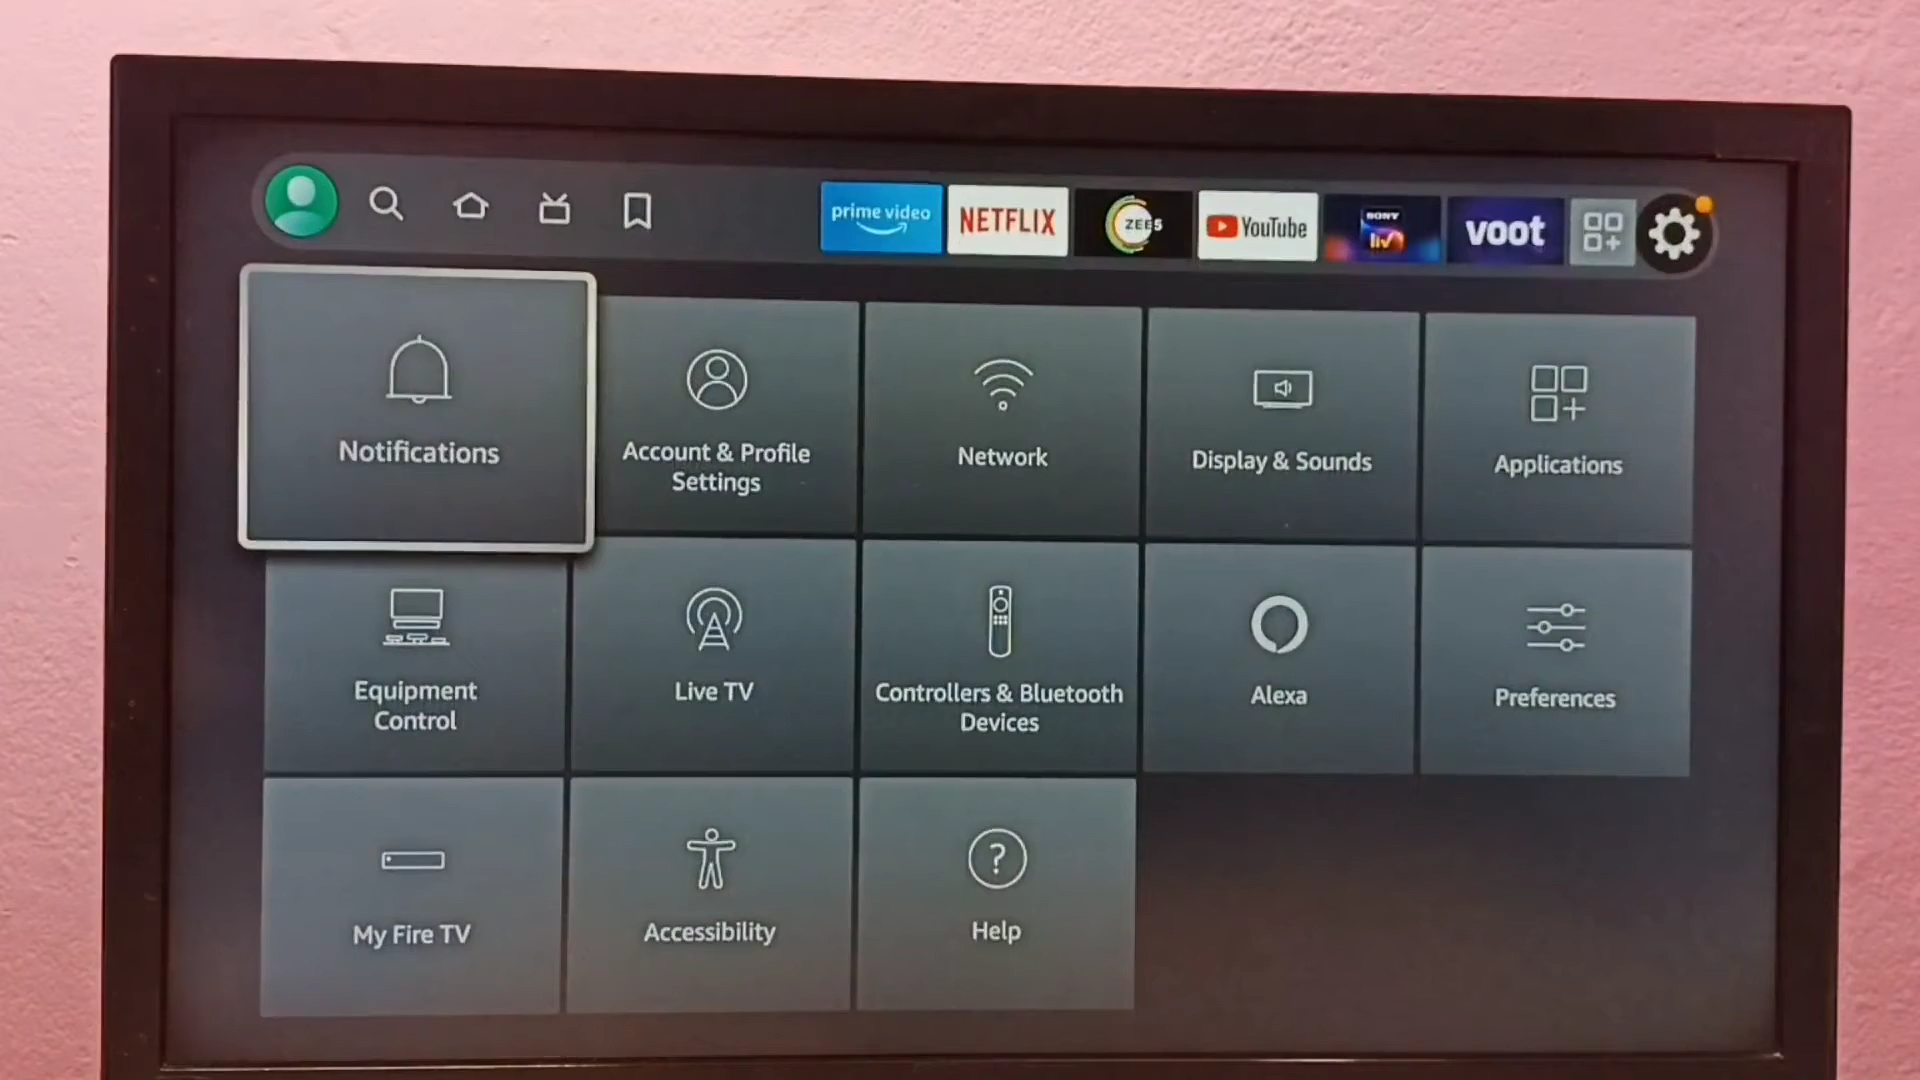 prime video
NETFLIX
ZEE5
YouTube
SONY
liv
voot
Notifications
Account & Profile
Settings
Network
Display & Sounds
Applications
Equipment
Control
Live TV
Controllers & Bluetooth
Devices
Alexa
Preferences
My Fire TV
Accessibility
?
Help